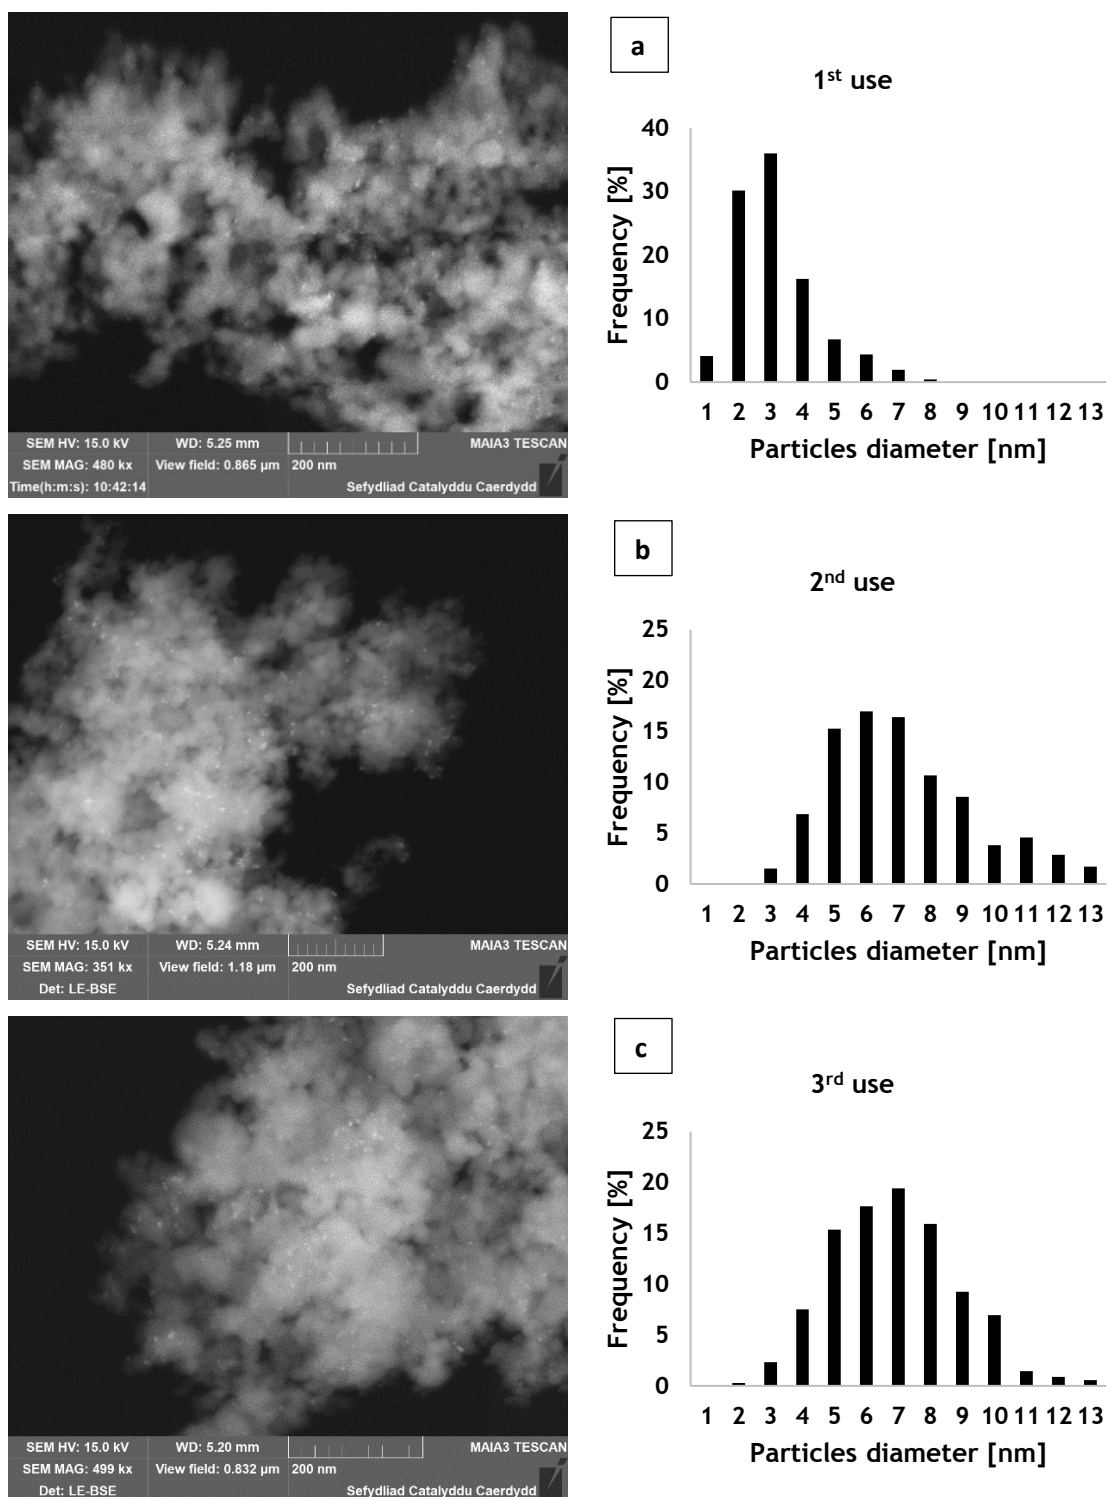 a
1st use
40
30
20
10
0
Frequency [%]
1 2 3 4 5 6 7 8 9 10 11 12 13
Particles diameter [nm]
SEM HV: 15.0 kV WD: 5.25 mm MAIA3 TESCAN
SEM MAG: 480 kx View field: 0.865 µm 200 nm
Time(h:m:s): 10:42:14 Sefydliad Catalyddu Caerdydd
b
2nd use
25
20
15
10
5
0
Frequency [%]
1 2 3 4 5 6 7 8 9 10 11 12 13
Particles diameter [nm]
SEM HV: 15.0 kV WD: 5.24 mm MAIA3 TESCAN
SEM MAG: 351 kx View field: 1.18 µm 200 nm
Det: LE-BSE Sefydliad Catalyddu Caerdydd
c
3rd use
25
20
15
10
5
0
Frequency [%]
1 2 3 4 5 6 7 8 9 10 11 12 13
Particles diameter [nm]
SEM HV: 15.0 kV WD: 5.20 mm MAIA3 TESCAN
SEM MAG: 499 kx View field: 0.832 µm 200 nm
Det: LE-BSE Sefydliad Catalyddu Caerdydd